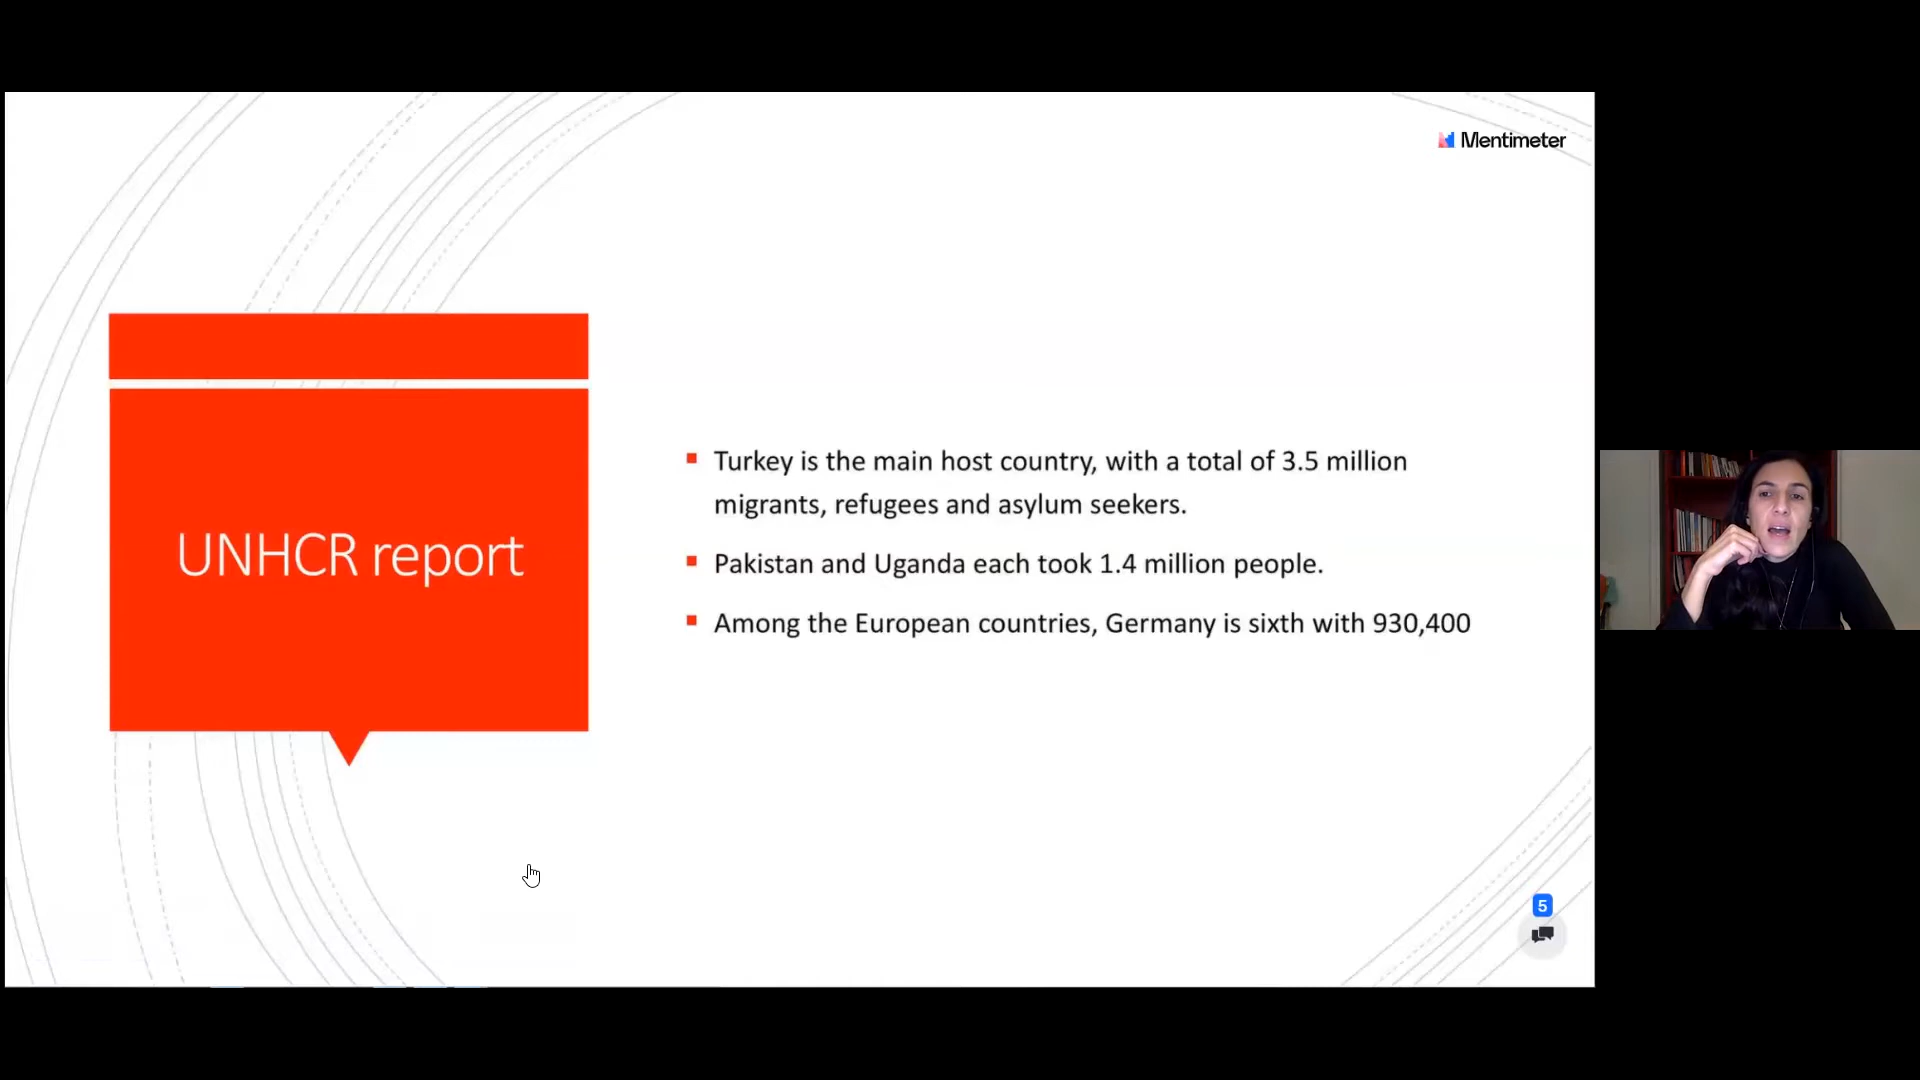 Mentimeter
UNHCR report
Turkey is the main host country, with a total of 3.5 million
migrants, refugees and asylum seekers.
Pakistan and Uganda each took 1.4 million people.
Among the European countries, Germany is sixth with 930,400
5